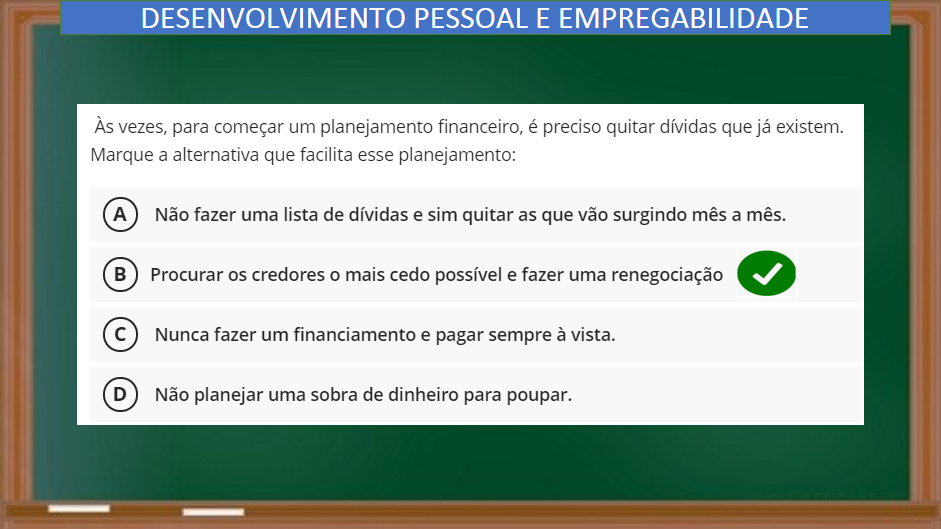 DESENVOLVIMENTO PESSOAL E EMPREGABILIDADE
Às vezes, para começar um planejamento financeiro, é preciso quitar dívidas que já existem.
Marque a alternativa que facilita esse planejamento:
A Não fazer uma lista de dívidas e sim quitar as que vão surgindo mês a mês.
B Procurar os credores o mais cedo possível e fazer uma renegociação
C Nunca fazer um financiamento e pagar sempre à vista.
D Não planejar uma sobra de dinheiro para poupar.